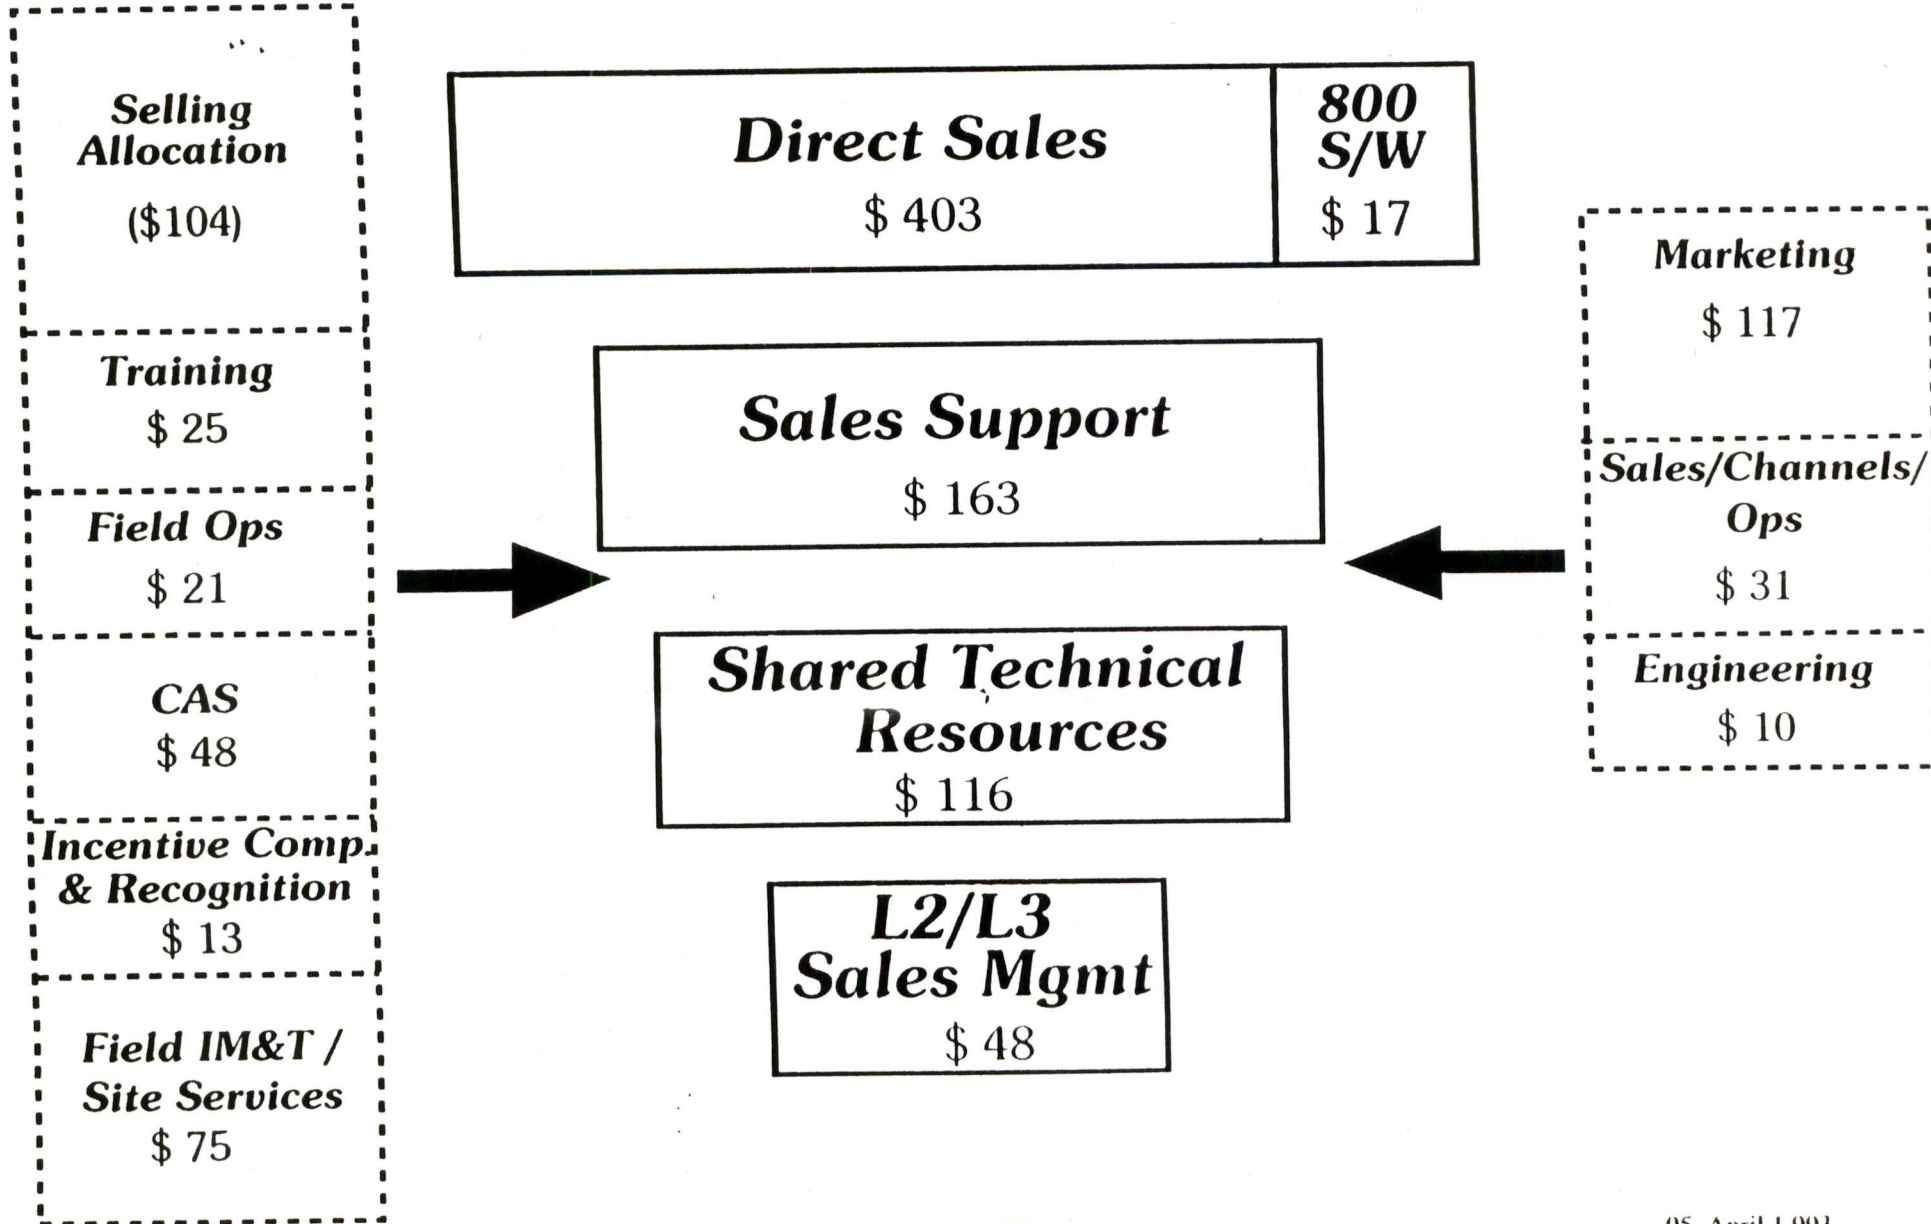 Selling
Allocation
($104)
Training
$ 25
Field Ops
$ 21
CAS
$ 48
Incentive Comp.
& Recognition
$ 13
Field IM&T /
Site Services
$ 75
Direct Sales
$ 403
800
S/W
$ 17
Sales Support
$ 163
Shared Technical
Resources
$ 116
L2/L3
Sales Mgmt
$ 48
Marketing
$ 117
Sales/Channels/
Ops
$ 31
Engineering
$ 10
April